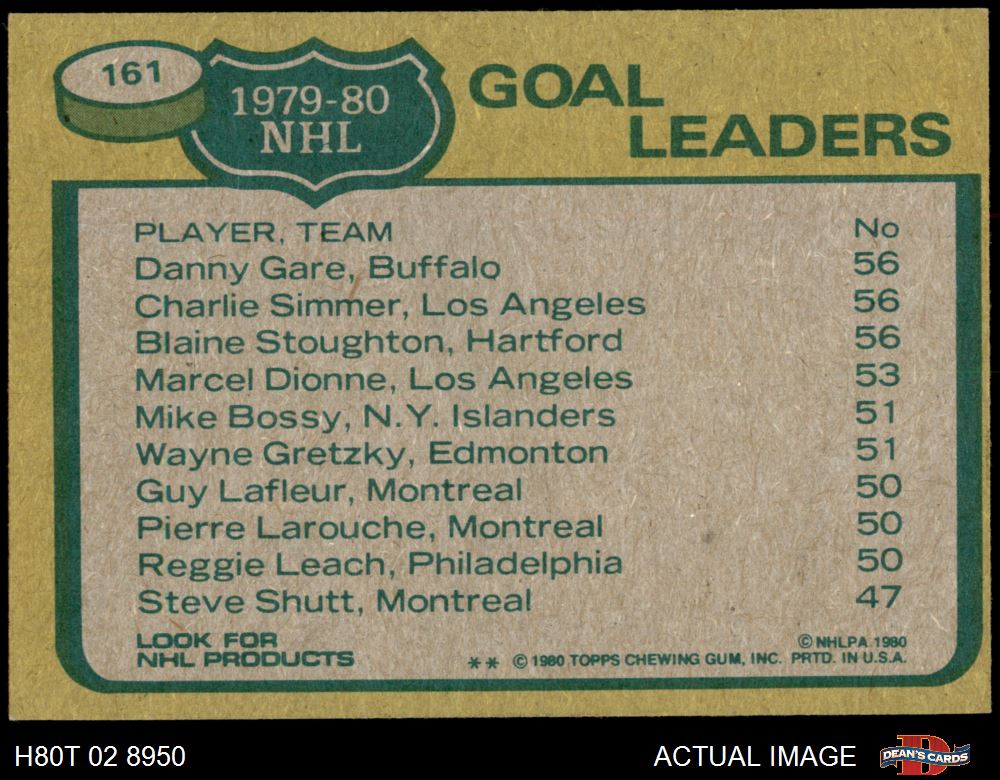 161
1979-80
NHL
GOAL
LEADERS
PLAYER, TEAM No
Danny Gare, Buffalo 56
Charlie Simmer, Los Angeles 56
Blaine Stoughton, Hartford 56
Marcel Dionne, Los Angeles 53
Mike Bossy, N.Y. Islanders 51
Wayne Gretzky, Edmonton 51
Guy Lafleur, Montreal 50
Pierre Larouche, Montreal 50
Reggie Leach, Philadelphia 50
Steve Shutt, Montreal 47
LOOK FOR
NHL PRODUCTS
© NHLPA 1980
** © 1980 TOPPS CHEWING GUM, INC. PRTD. IN U.S.A.
H80T 02 8950 ACTUAL IMAGE
D
DEAN'S CARDS